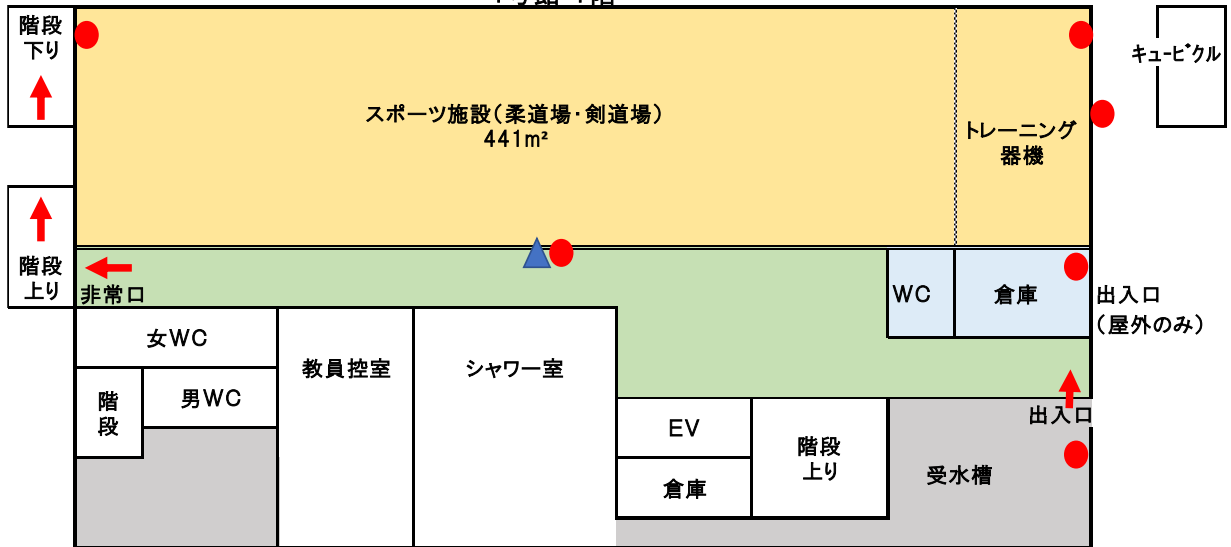 階段
下り
キュービクル
スポーツ施設(柔道場・剣道場)
441m²
トレーニング
器機
階段
上り
非常口
WC
倉庫
出入口
(屋外のみ)
女WC
教員控室
シャワー室
階
段
男WC
出入口
EV
階段
上り
倉庫
受水槽